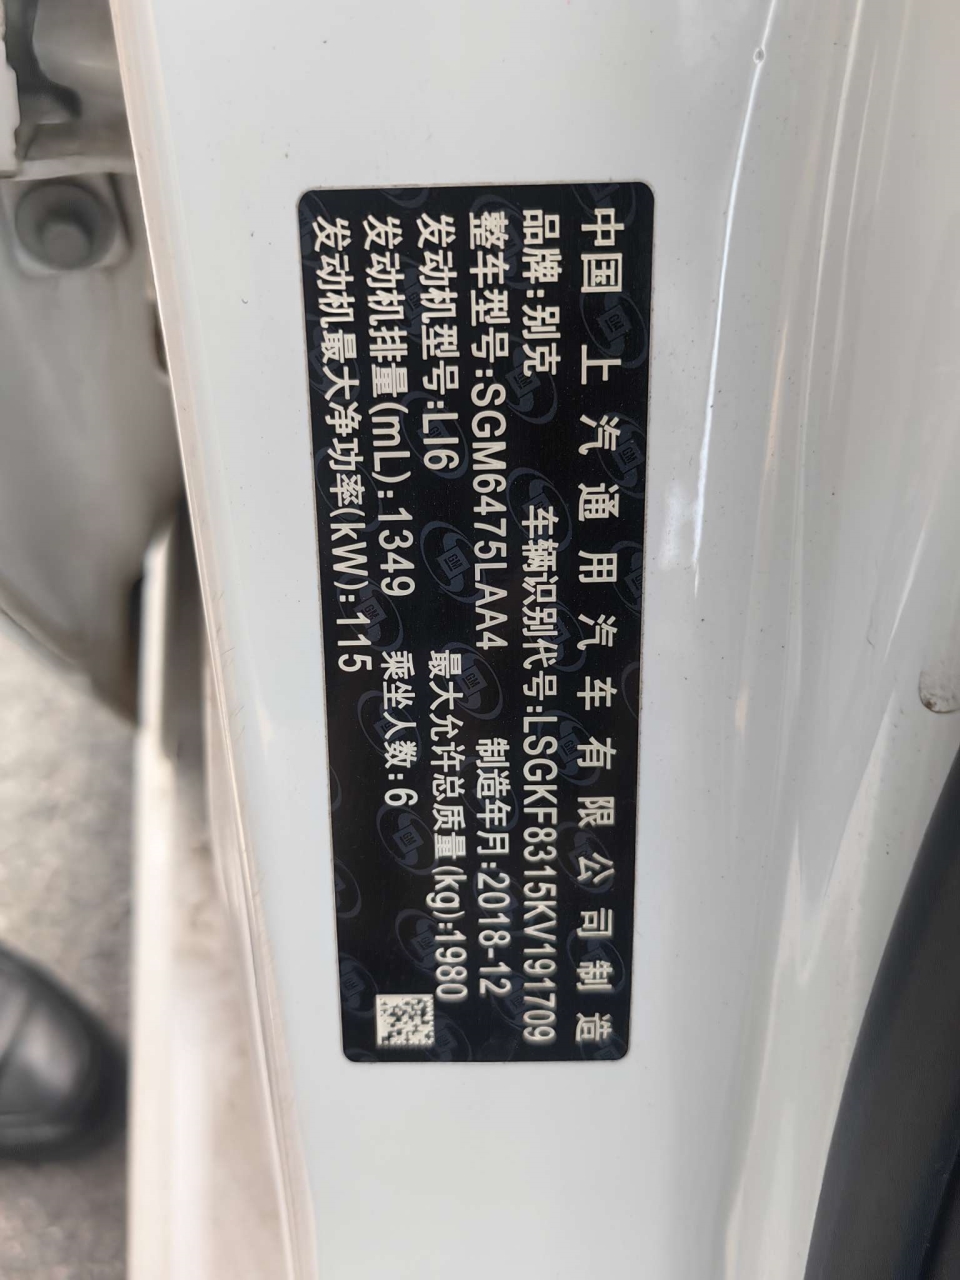 中国上汽通用汽车有限公司制造
品牌:别克 车辆识别代号:LSGKF8315KV191709
整车型号:SGM6475LAA4 制造年月:2018-12
发动机型号:LI6 最大允许总质量(kg):1980
发动机排量(mL):1349 乘坐人数:6
发动机最大净功率(kW):115